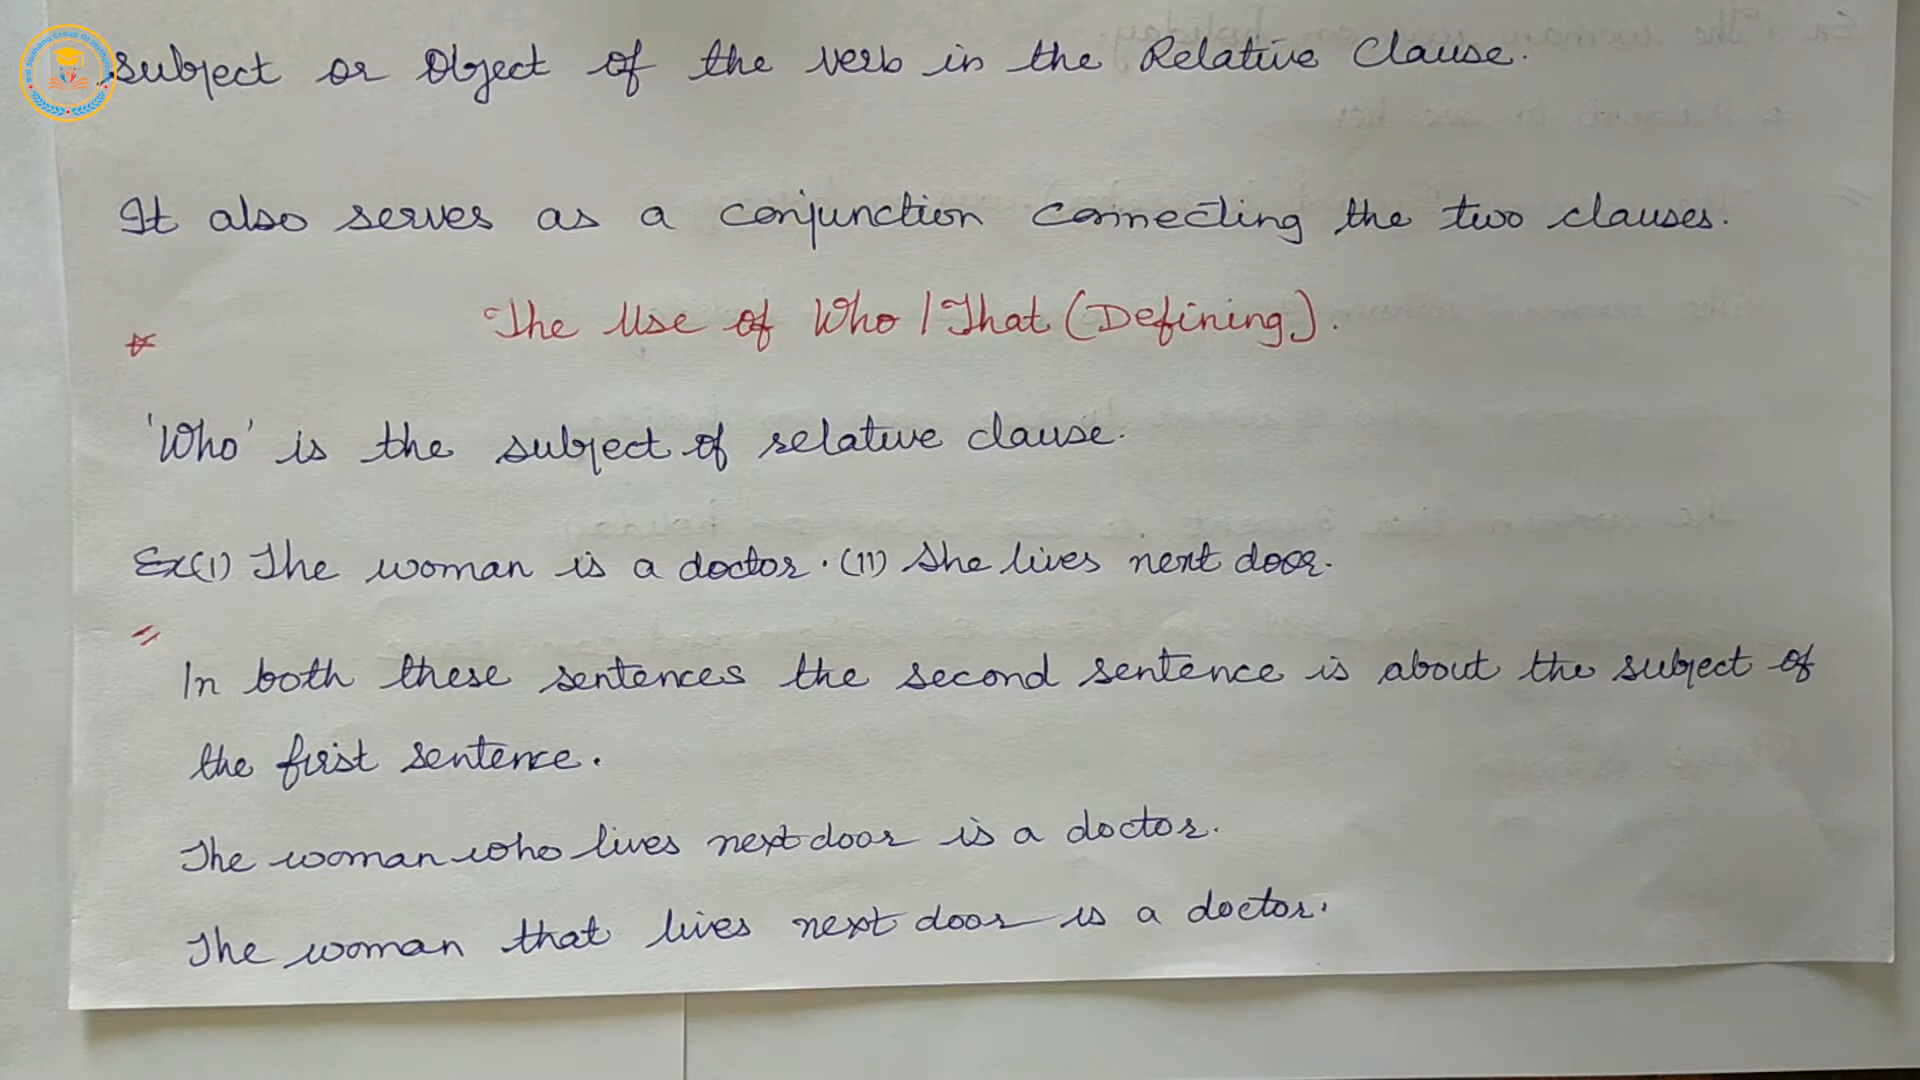 subject or Object of the verb in the Relative Clause.
It also serves as a conjunction connecting the two clauses.
The Use of Who / That (Defining).
'Who' is the subject of relative clause.
Ex(1) The woman is a doctor. (11) She lives next door.
In both these sentences the second sentence is about the subject of
the first sentence.
The woman who lives next door is a doctor.
The woman that lives next door is a doctor.